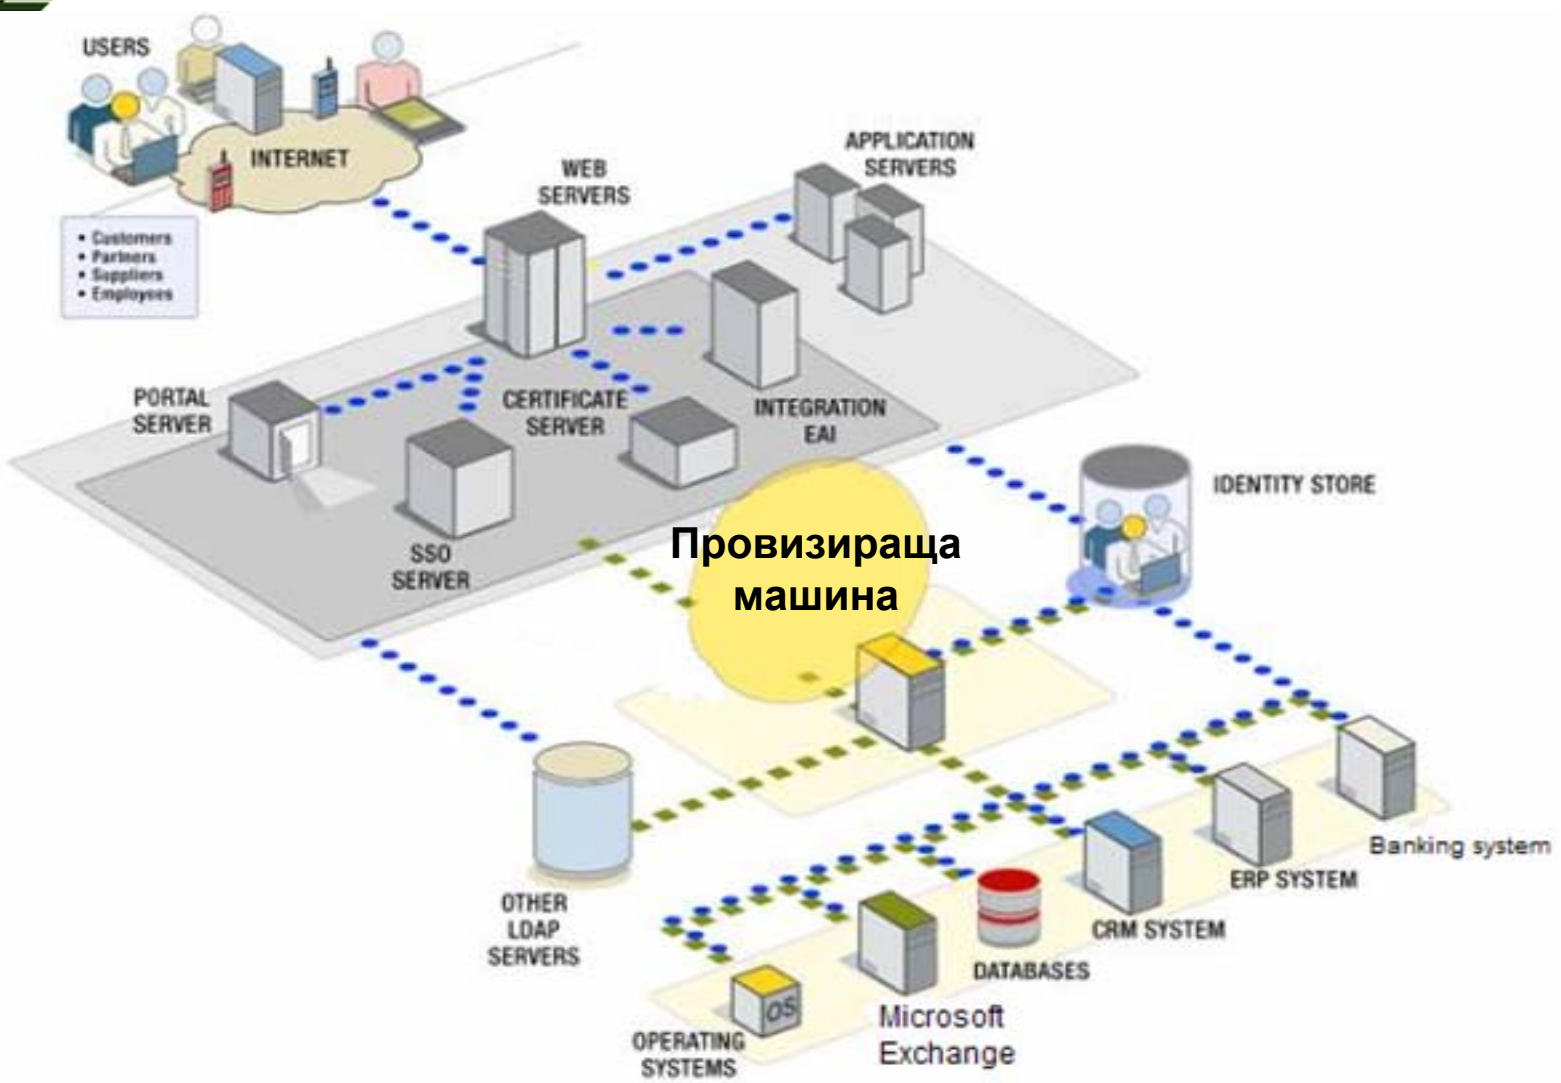 USERS
INTERNET
• Customers
• Partners
• Suppliers
• Employees
WEB
SERVERS
APPLICATION
SERVERS
PORTAL
SERVER
CERTIFICATE
SERVER
INTEGRATION
EAI
SSO
SERVER
IDENTITY STORE
Провизираща
машина
OTHER
LDAP
SERVERS
Banking system
ERP SYSTEM
CRM SYSTEM
DATABASES
Microsoft
Exchange
OS
OPERATING
SYSTEMS